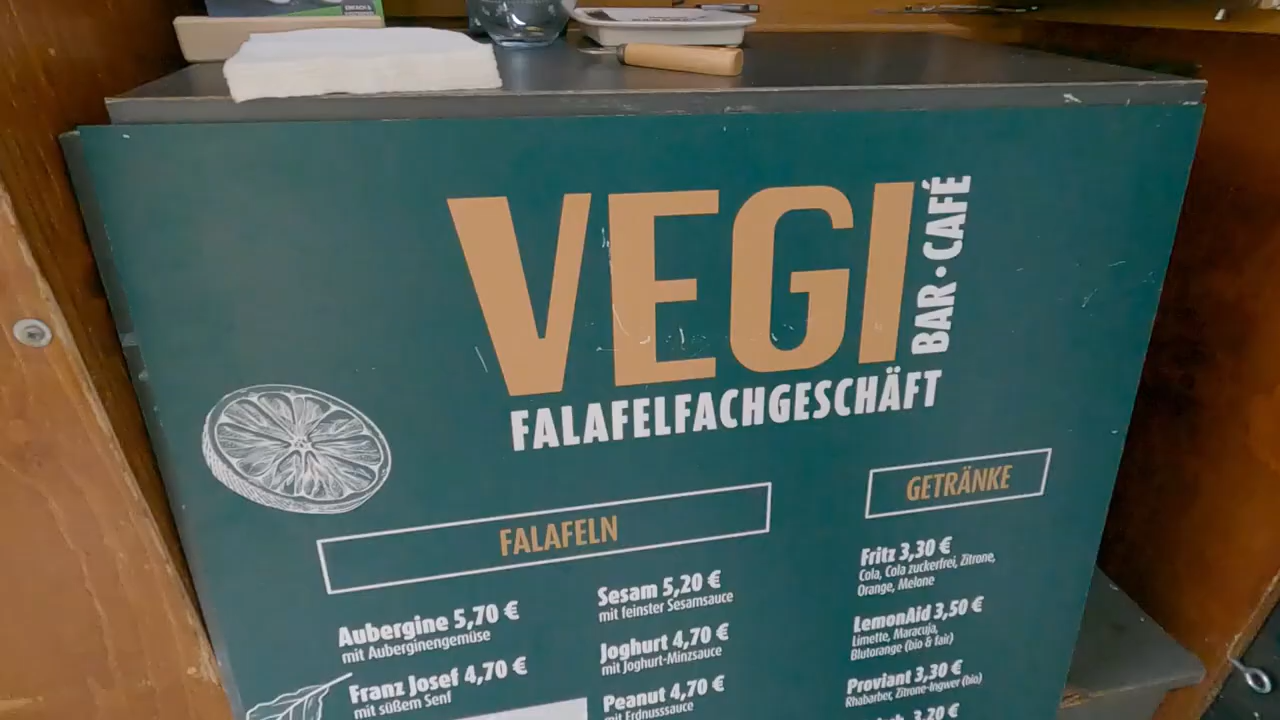 VEGI
BAR · CAFÉ
FALAFELFACHGESCHÄFT
FALAFELN
Aubergine 5,70 €
mit Auberginengemüse
Franz Josef 4,70 €
mit süßem Senf
Sesam 5,20 €
mit feinster Sesamsauce
Joghurt 4,70 €
mit Joghurt-Minzsauce
Peanut 4,70 €
mit Erdnusssauce
GETRÄNKE
Fritz 3,30 €
Cola, Cola zuckerfrei, Zitrone,
Orange, Melone
LemonAid 3,50 €
Limette, Maracuja,
Blutorange (bio & fair)
Proviant 3,30 €
Rhabarber, Zitrone-Ingwer (bio)
3,20 €